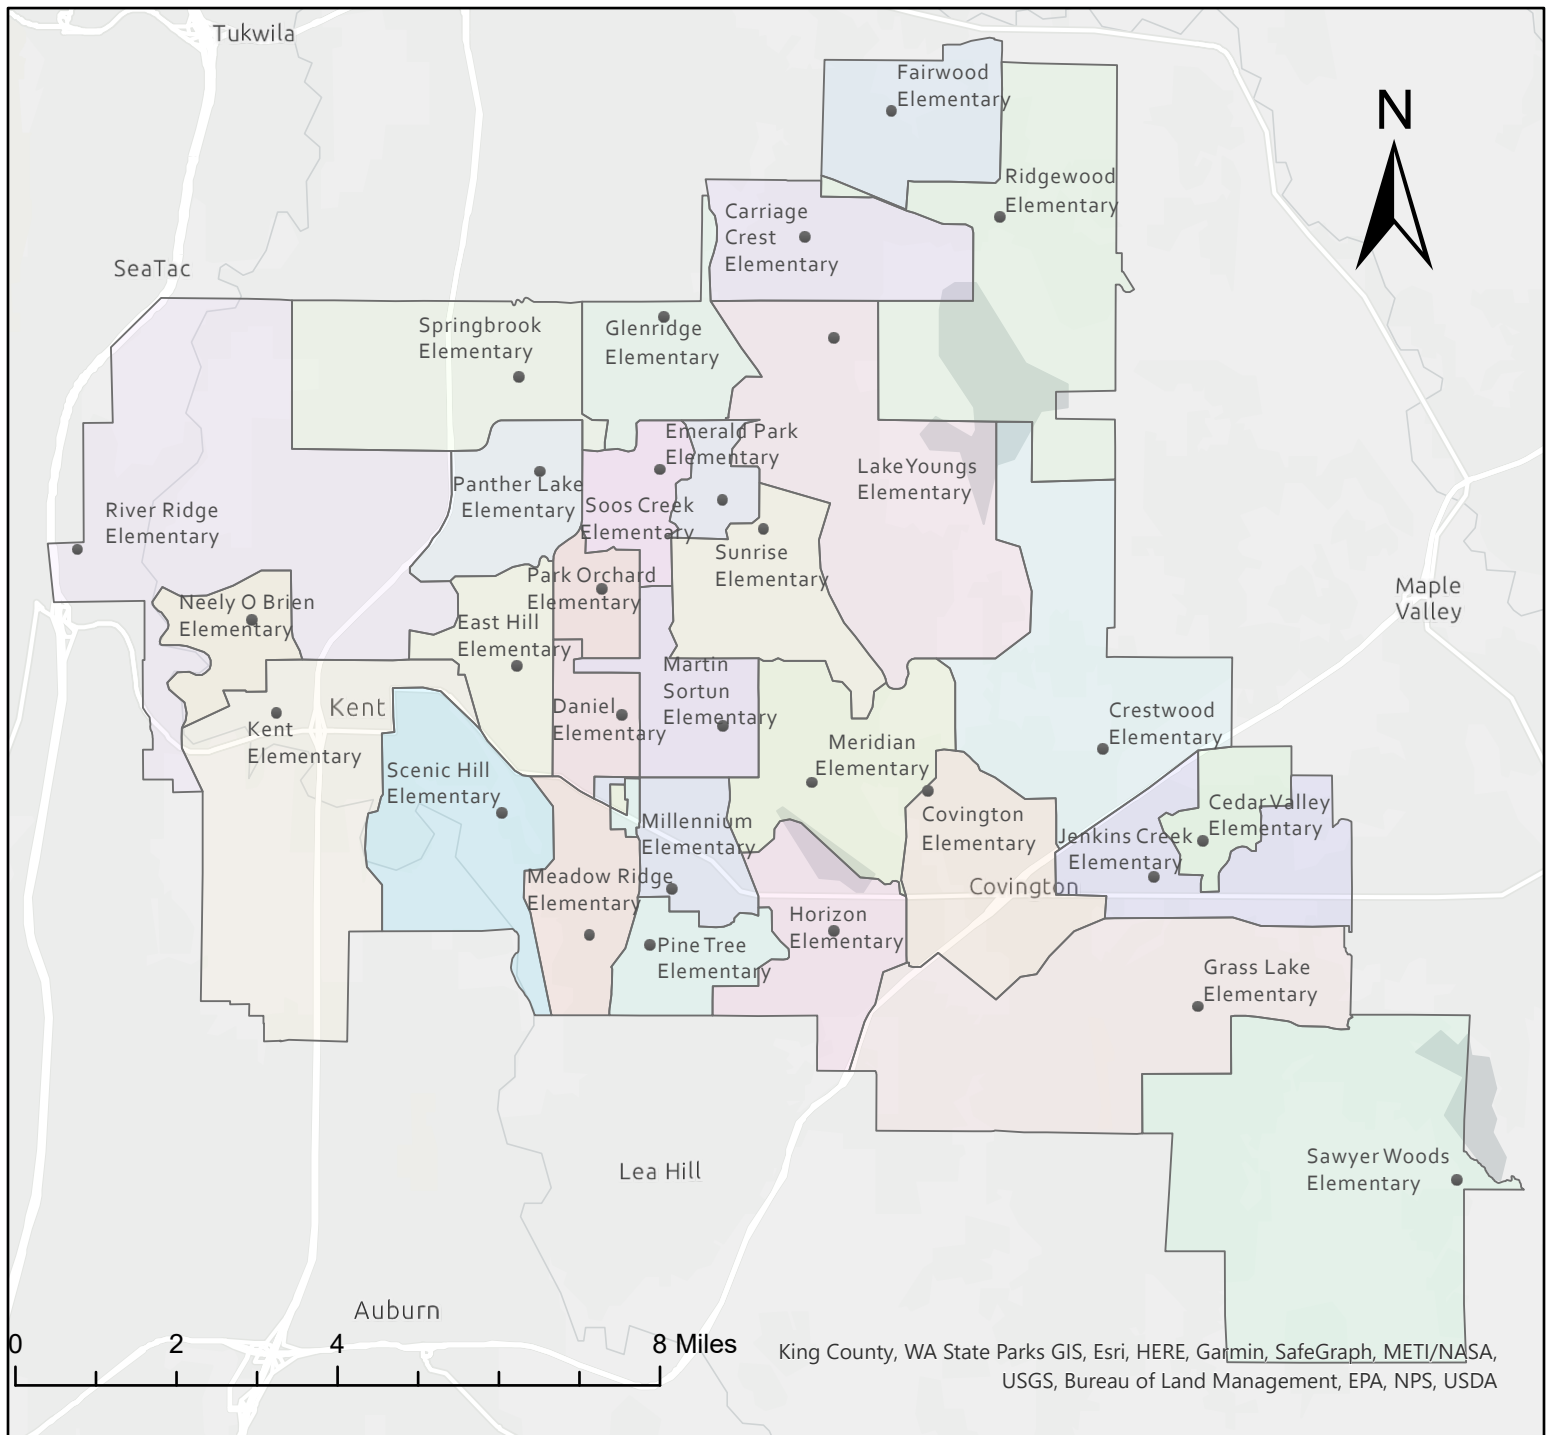 Tukwila
Fairwood
Elementary
N
Ridgewood
Elementary
Carriage
Crest
Elementary
SeaTac
Springbrook
Elementary
Glenridge
Elementary
Emerald Park
Elementary
Lake Youngs
Elementary
Panther Lake
Elementary
Soos Creek
Elementary
River Ridge
Elementary
Sunrise
Elementary
Park Orchard
Elementary
Maple
Valley
Neely O Brien
Elementary
East Hill
Elementary
Martin
Sortun
Elementary
Kent
Kent
Elementary
Daniel
Elementary
Crestwood
Elementary
Meridian
Elementary
Scenic Hill
Elementary
Millennium
Elementary
Covington
Elementary
Cedar Valley
Elementary
Jenkins Creek
Elementary
Covington
Meadow Ridge
Elementary
Horizon
Elementary
Pine Tree
Elementary
Grass Lake
Elementary
Sawyer Woods
Elementary
Lea Hill
Auburn
0 2 4 8 Miles
King County, WA State Parks GIS, Esri, HERE, Garmin, SafeGraph, METI/NASA,
USGS, Bureau of Land Management, EPA, NPS, USDA